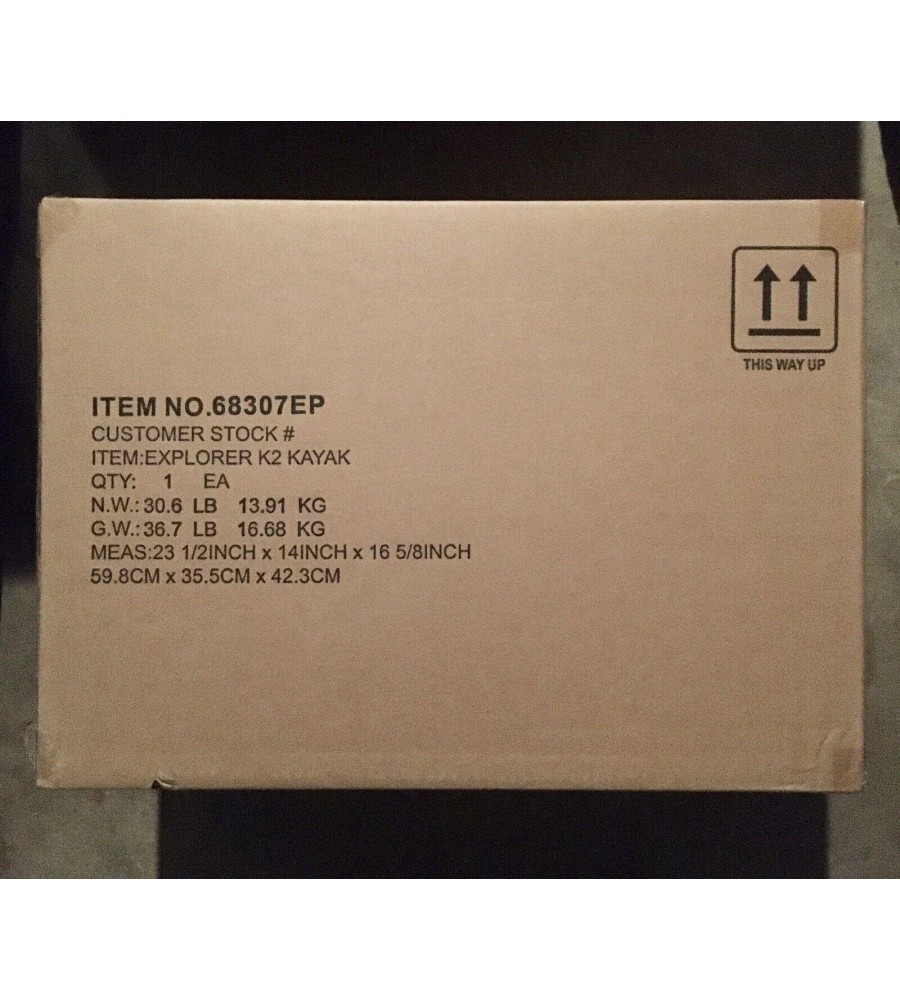 THIS WAY UP
ITEM NO.68307EP
CUSTOMER STOCK #
ITEM:EXPLORER K2 KAYAK
QTY: 1 EA
N.W.: 30.6 LB 13.91 KG
G.W.: 36.7 LB 16.68 KG
MEAS:23 1/2INCH x 14INCH x 16 5/8INCH
59.8CM x 35.5CM x 42.3CM